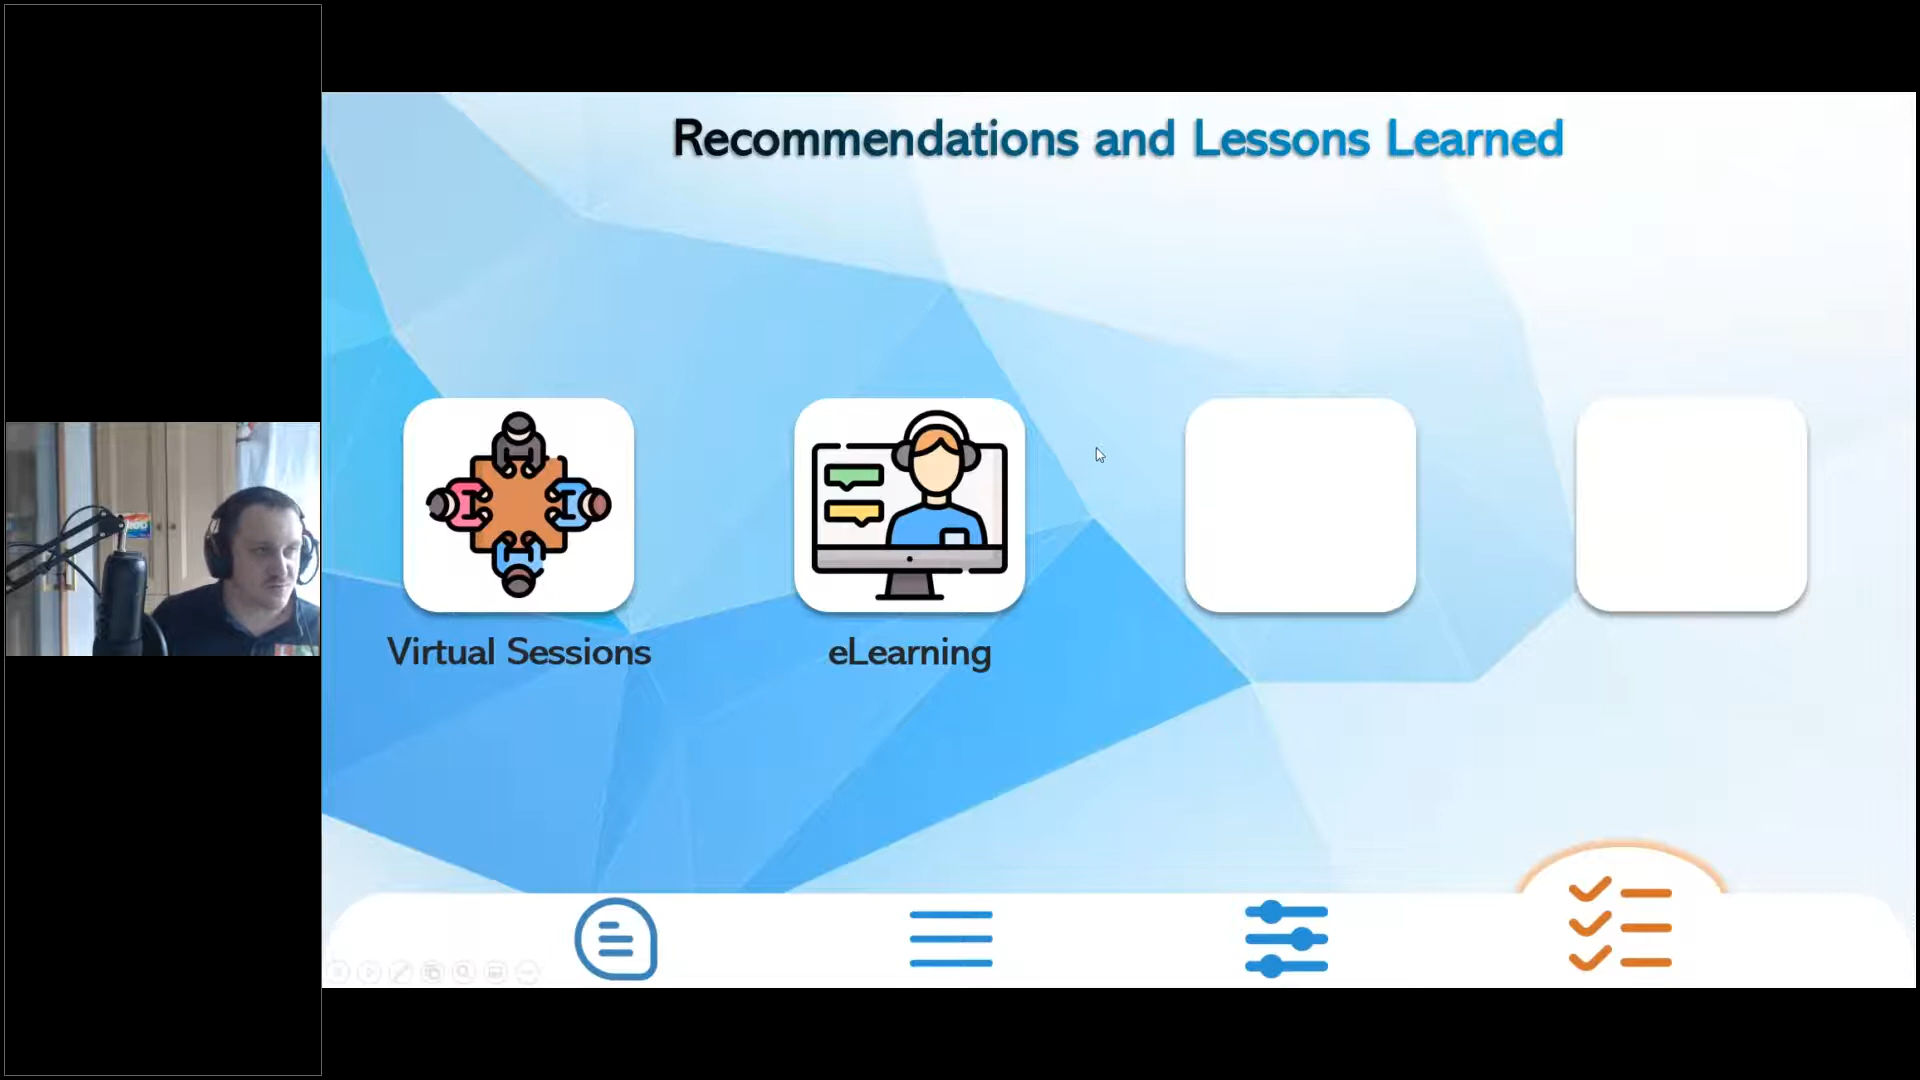 Recommendations and Lessons Learned
Virtual Sessions
eLearning